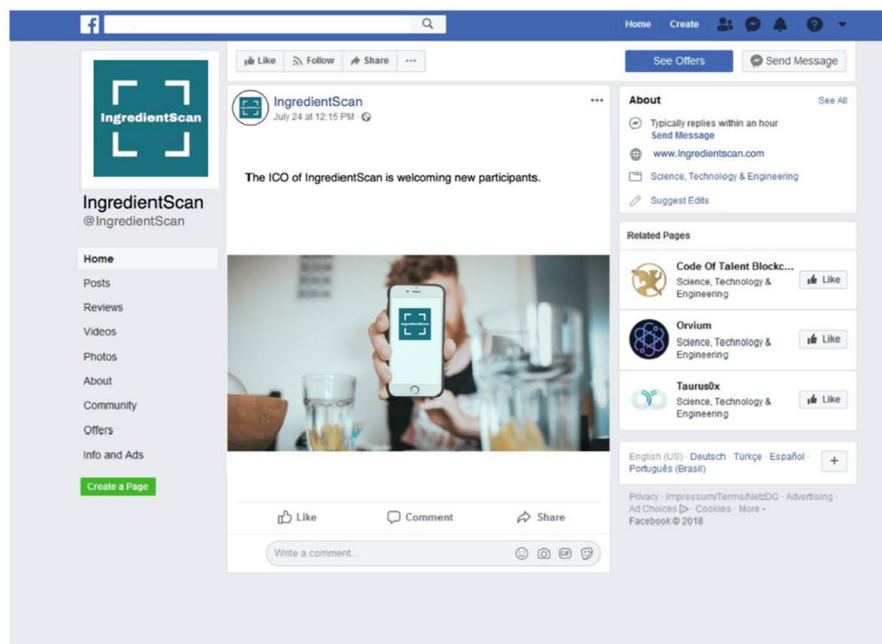 Home Create
IngredientScan
IngredientScan
@IngredientScan
Home
Posts
Reviews
Videos
Photos
About
Community
Offers
Info and Ads
Create a Page
Like Follow Share
IngredientScan
July 24 at 12:15 PM ·
The ICO of IngredientScan is welcoming new participants.
IngredientScan
Like Comment Share
Write a comment...
GIF
See Offers Send Message
About See All
Typically replies within an hour
Send Message
www.Ingredientscan.com
Science, Technology & Engineering
Suggest Edits
Related Pages
Code Of Talent Blockc...
Science, Technology &
Engineering
Like
Orvium
Science, Technology &
Engineering
Like
Taurus0x
Science, Technology &
Engineering
Like
English (US) · Deutsch · Türkçe · Español ·
Português (Brasil)
Privacy · Impressum/Terms/NetzDG · Advertising ·
Ad Choices · Cookies · More
Facebook © 2018